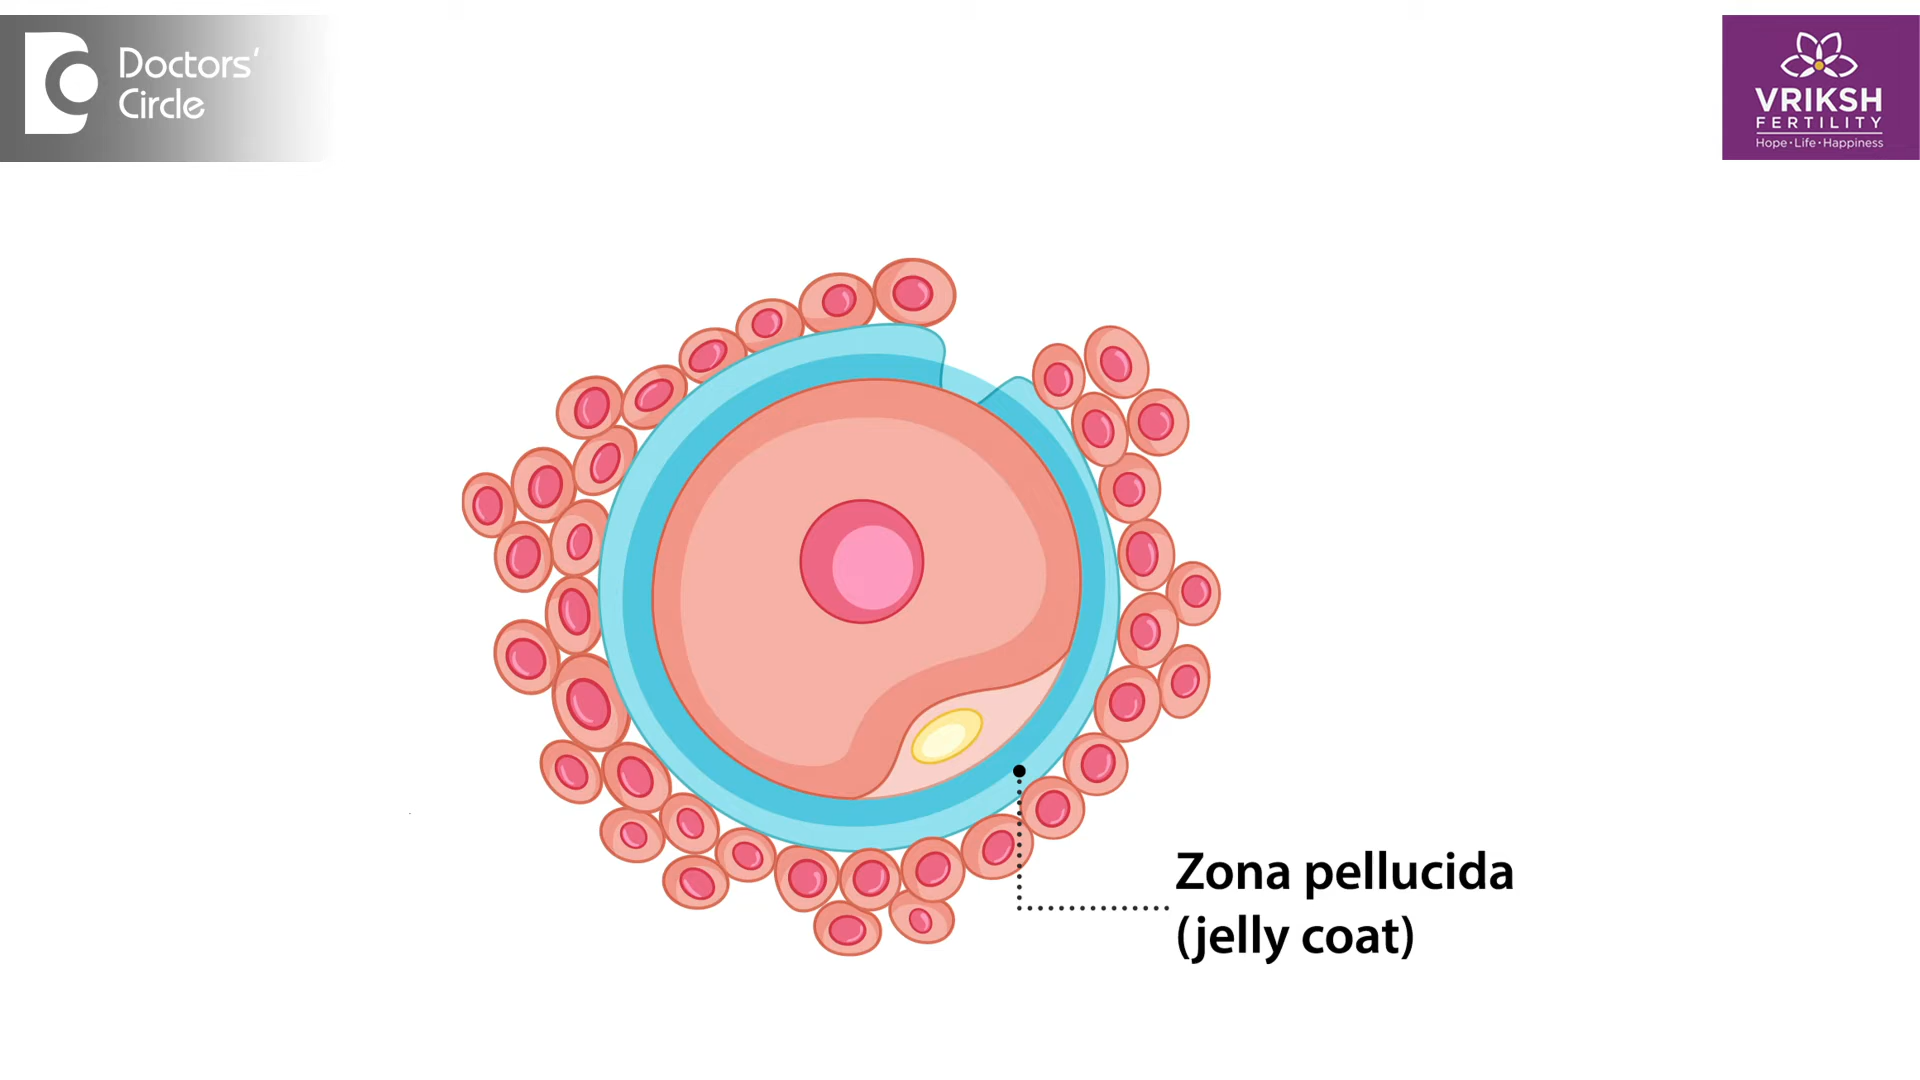 Doctors'
Circle
VRIKSH
FERTILITY
Hope·Life·Happiness
Zona pellucida
(jelly coat)